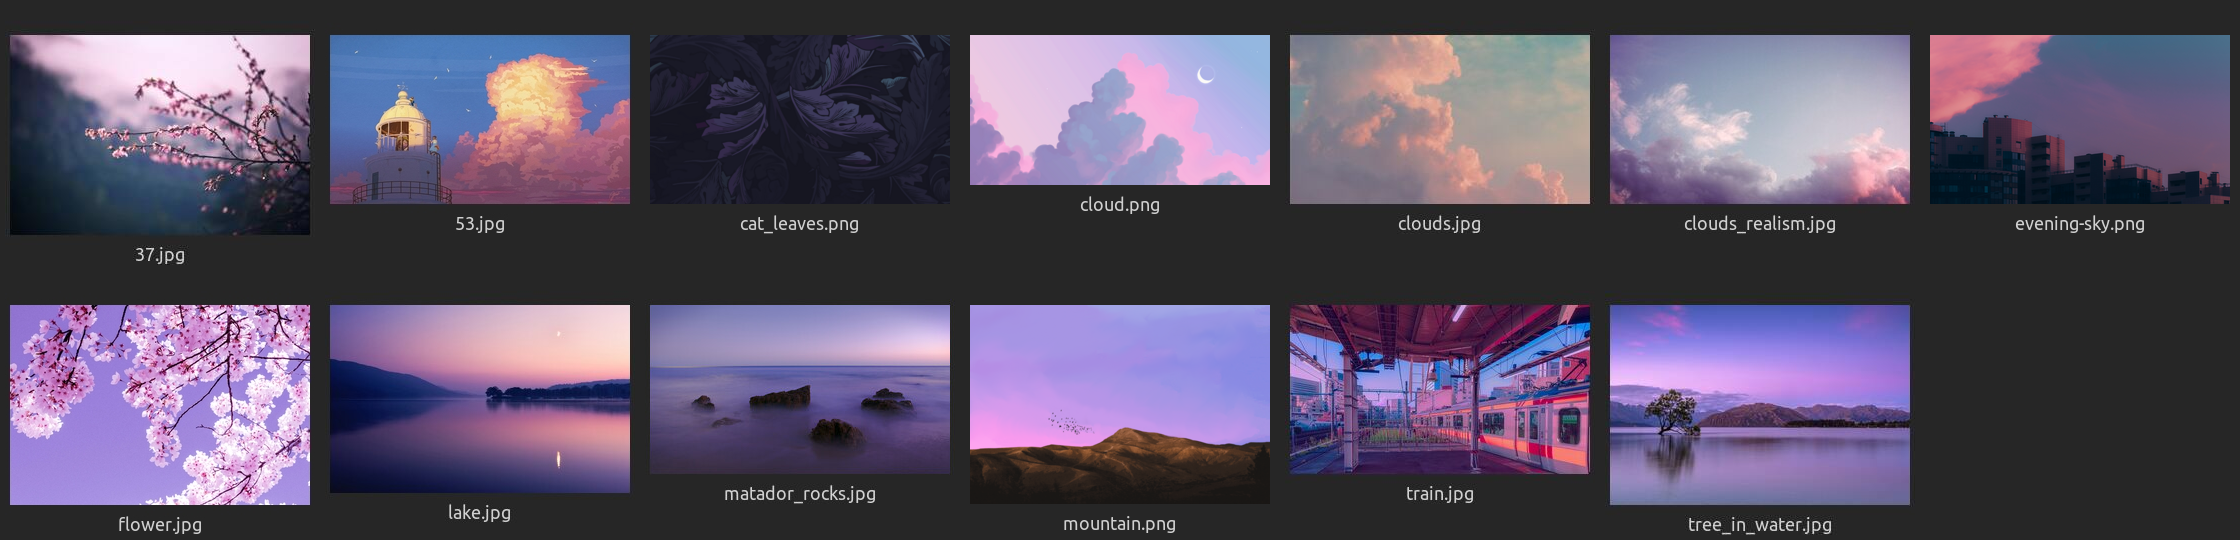 37.jpg
53.jpg
cat_leaves.png
cloud.png
clouds.jpg
clouds_realism.jpg
evening-sky.png
flower.jpg
lake.jpg
matador_rocks.jpg
mountain.png
train.jpg
tree_in_water.jpg